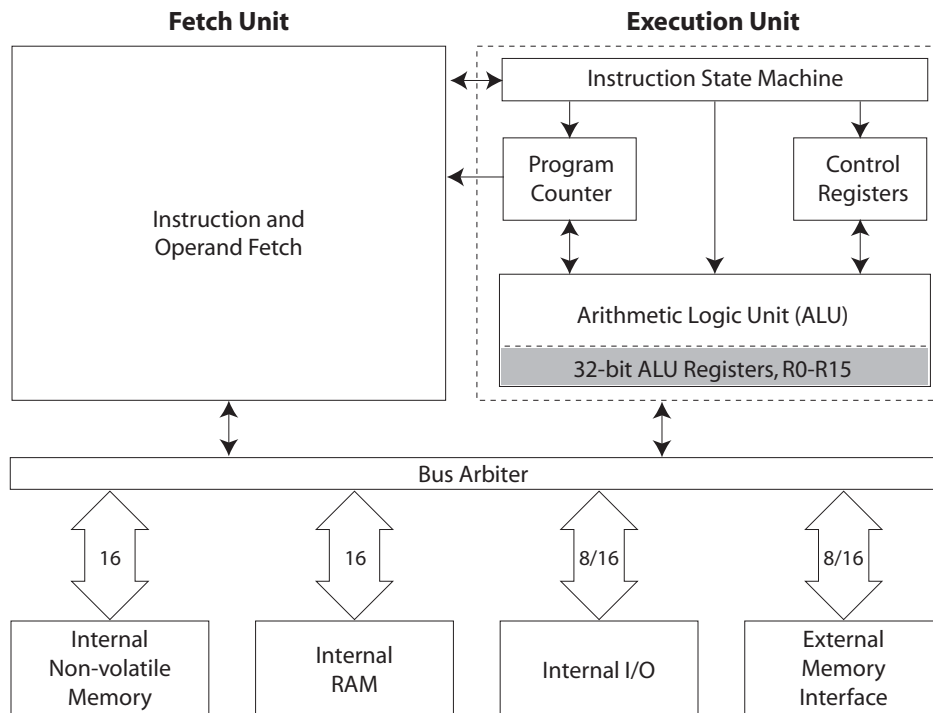 Fetch Unit
Execution Unit
Instruction State Machine
Program
Counter
Control
Registers
Instruction and
Operand Fetch
Arithmetic Logic Unit (ALU)
32-bit ALU Registers, R0-R15
Bus Arbiter
16
16
8/16
8/16
Internal
Non-volatile
Memory
Internal
RAM
Internal I/O
External
Memory
Interface